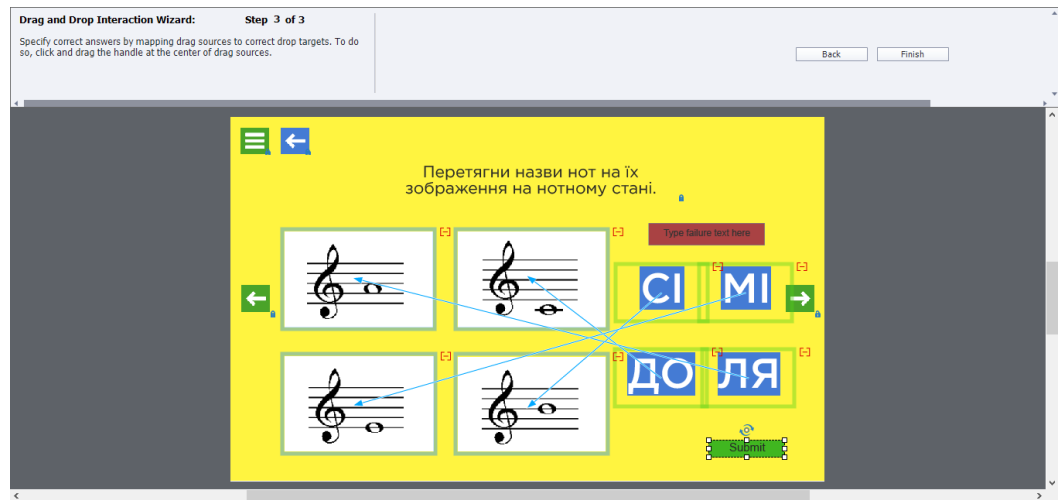 Drag and Drop Interaction Wizard: Step 3 of 3
Specify correct answers by mapping drag sources to correct drop targets. To do
so, click and drag the handle at the center of drag sources.
Back Finish
Перетягни назви нот на їх
зображення на нотному стані.
Type failure text here
СІ МІ
ДО ЛЯ
Submit